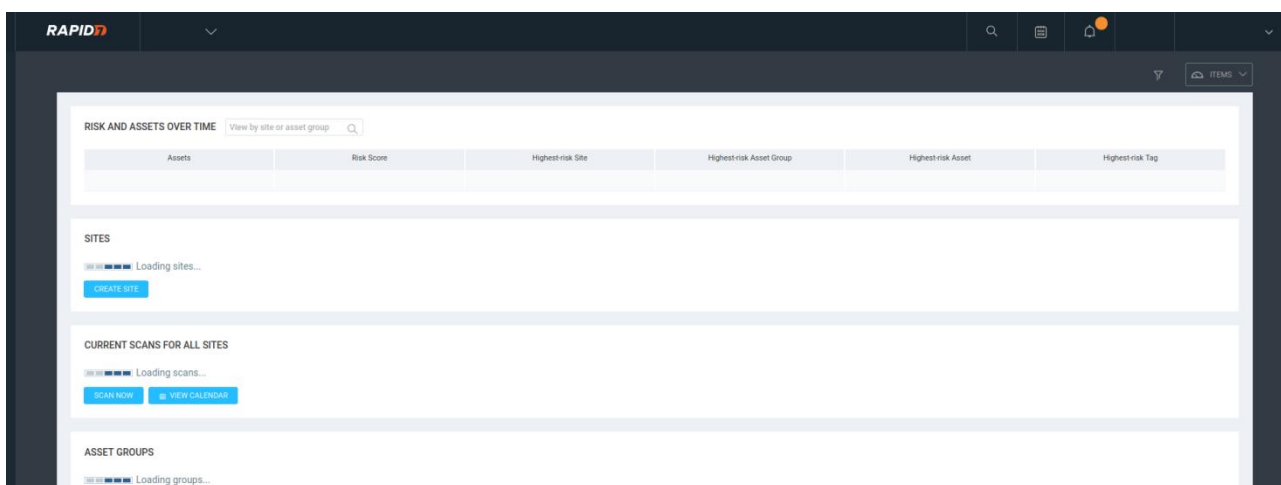 RAPID7
ITEMS
RISK AND ASSETS OVER TIME View by site or asset group
Assets Risk Score Highest-risk Site Highest-risk Asset Group Highest-risk Asset Highest-risk Tag
SITES
Loading sites...
CREATE SITE
CURRENT SCANS FOR ALL SITES
Loading scans...
SCAN NOW VIEW CALENDAR
ASSET GROUPS
Loading groups...